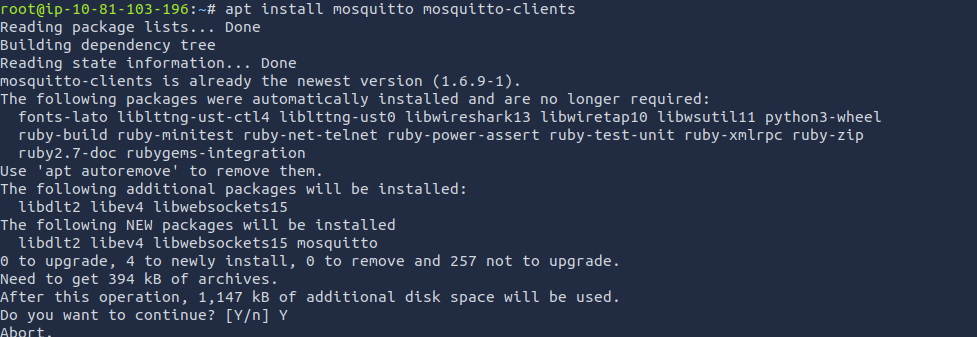 root@ip-10-81-103-196:~# apt install mosquitto mosquitto-clients
Reading package lists... Done
Building dependency tree
Reading state information... Done
mosquitto-clients is already the newest version (1.6.9-1).
The following packages were automatically installed and are no longer required:
  fonts-lato liblttng-ust-ctl4 liblttng-ust0 libwireshark13 libwiretap10 libwsutil11 python3-wheel
  ruby-build ruby-minitest ruby-net-telnet ruby-power-assert ruby-test-unit ruby-xmlrpc ruby-zip
  ruby2.7-doc rubygems-integration
Use 'apt autoremove' to remove them.
The following additional packages will be installed:
  libdlt2 libev4 libwebsockets15
The following NEW packages will be installed
  libdlt2 libev4 libwebsockets15 mosquitto
0 to upgrade, 4 to newly install, 0 to remove and 257 not to upgrade.
Need to get 394 kB of archives.
After this operation, 1,147 kB of additional disk space will be used.
Do you want to continue? [Y/n] Y
Abort.